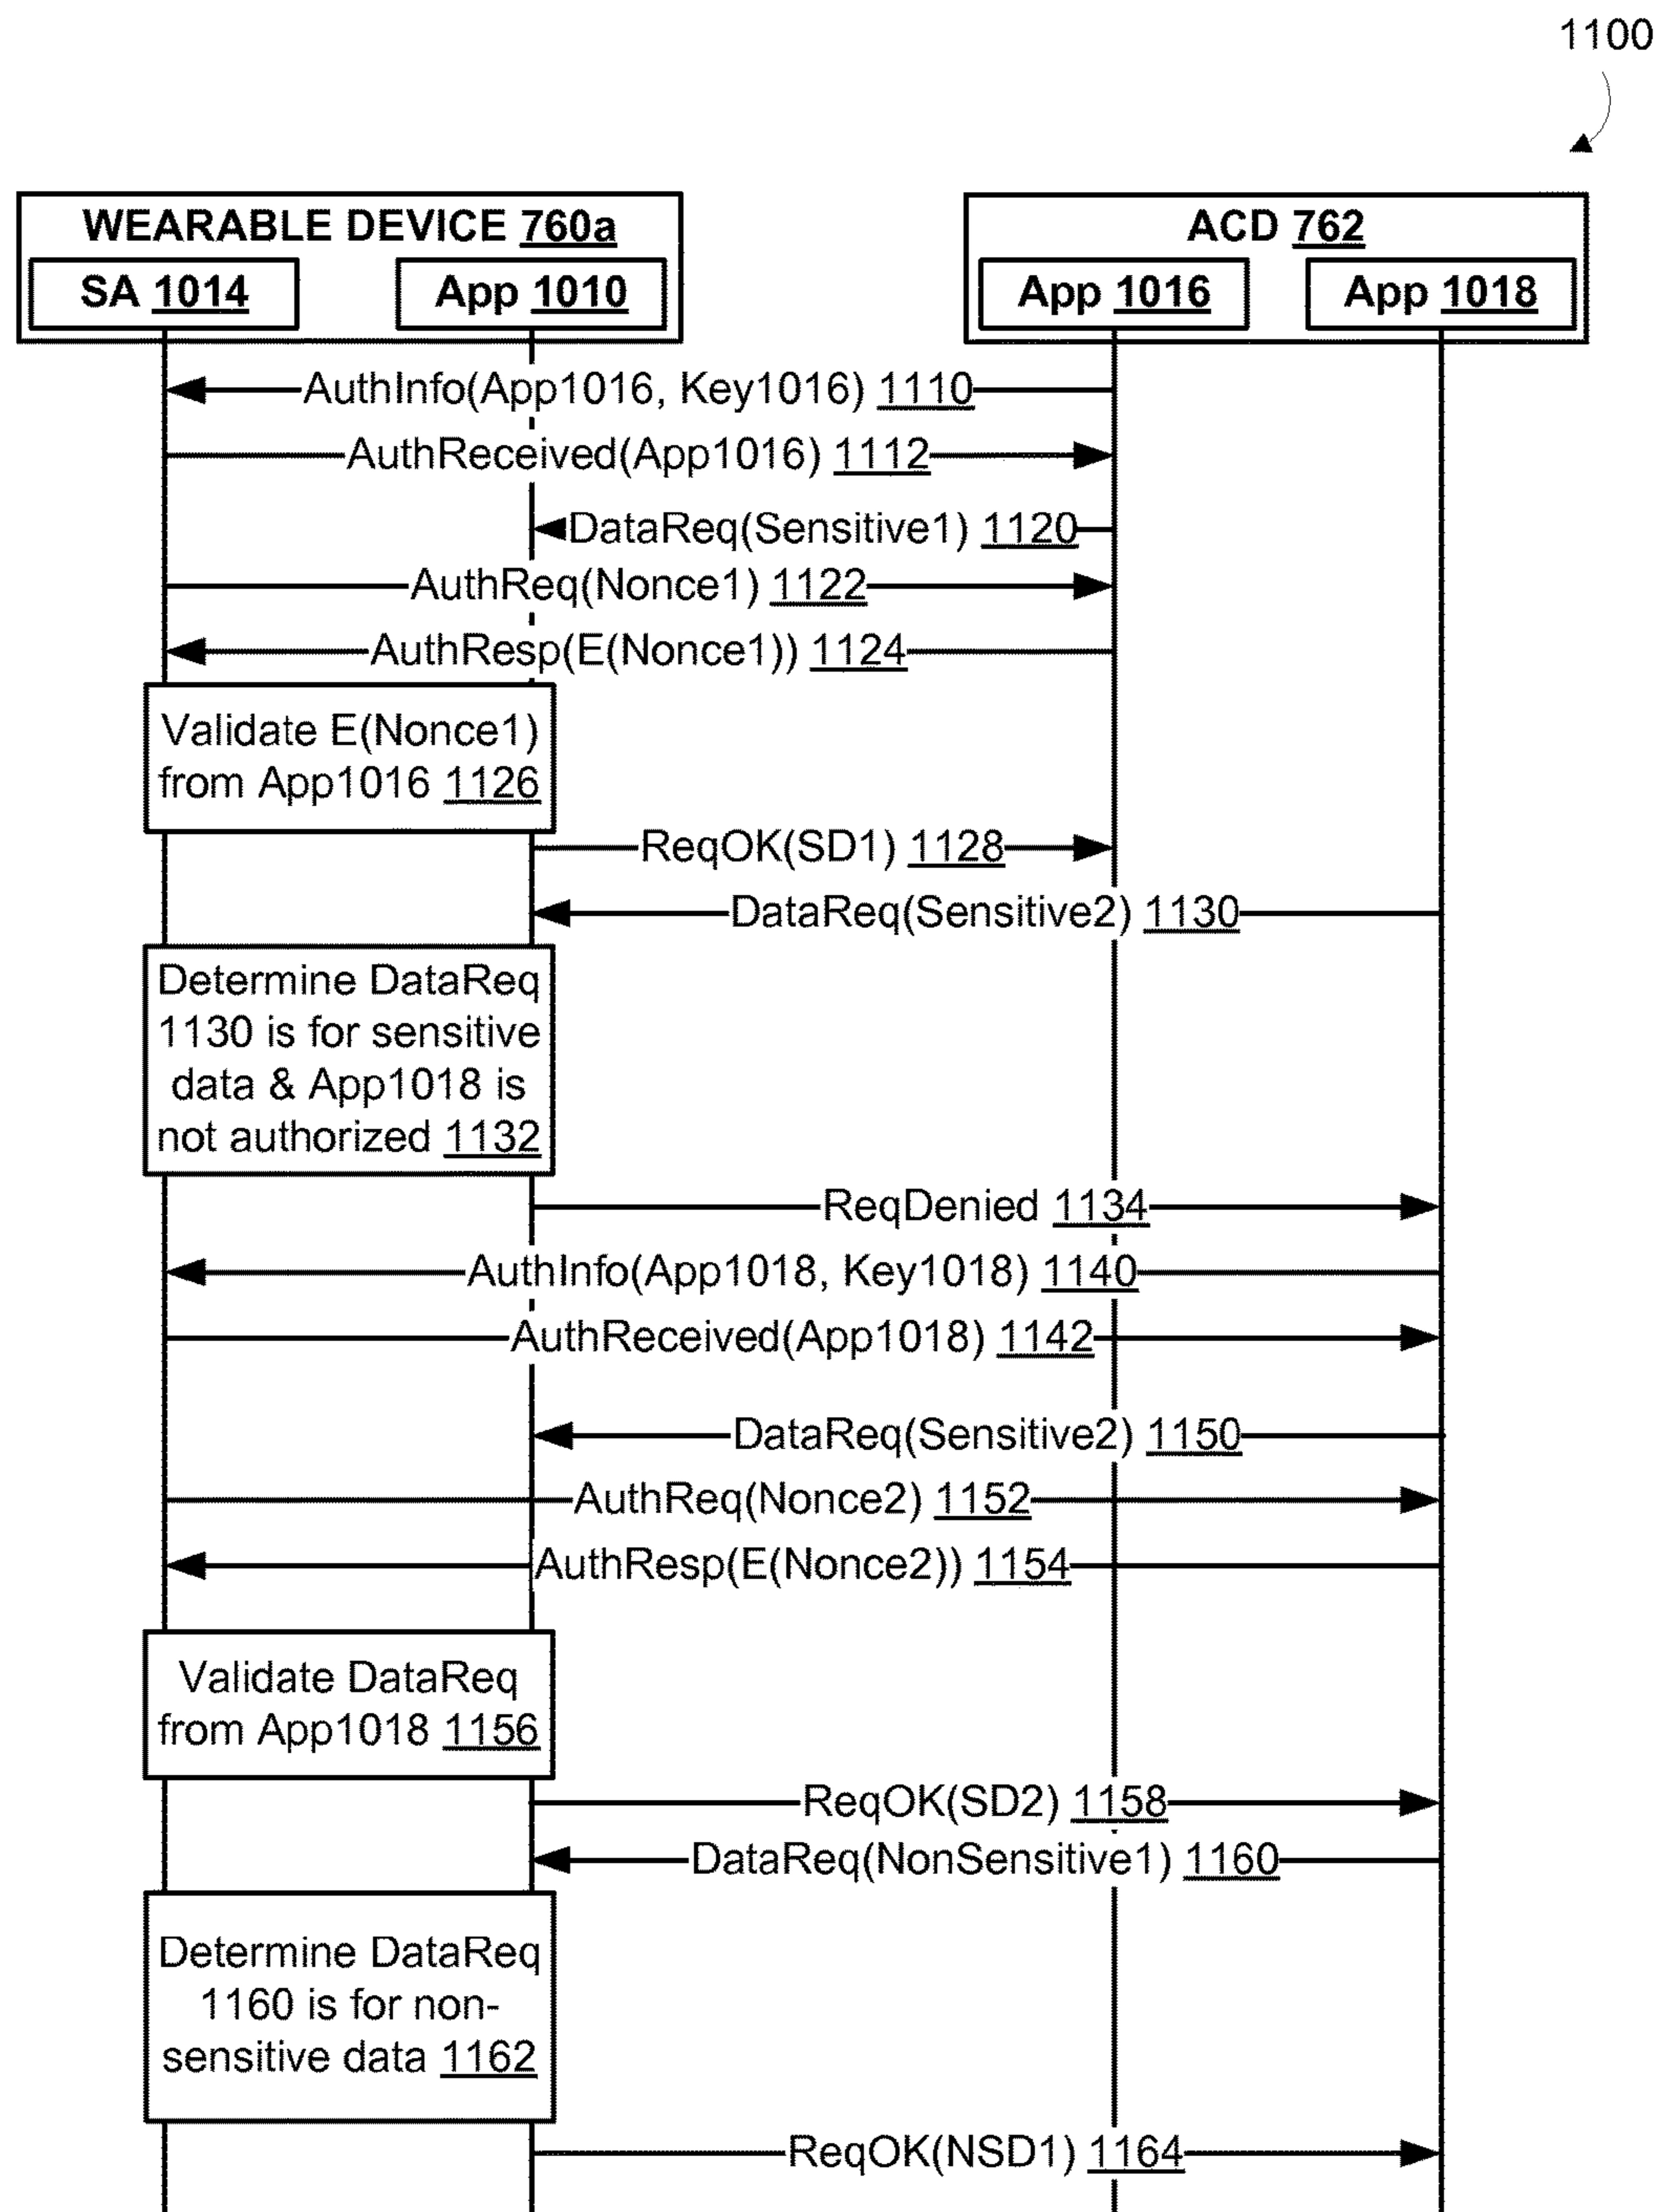 1100
WEARABLE DEVICE 760a
ACD 762
SA 1014
App 1010
App 1016
App 1018
AuthInfo(App1016, Key1016) 1110
AuthReceived(App1016) 1112
DataReq(Sensitive1) 1120
AuthReq(Nonce1) 1122
AuthResp(E(Nonce1)) 1124
Validate E(Nonce1)
from App1016 1126
ReqOK(SD1) 1128
DataReq(Sensitive2) 1130
Determine DataReq
1130 is for sensitive
data & App1018 is
not authorized 1132
ReqDenied 1134
AuthInfo(App1018, Key1018) 1140
AuthReceived(App1018) 1142
DataReq(Sensitive2) 1150
AuthReq(Nonce2) 1152
AuthResp(E(Nonce2)) 1154
Validate DataReq
from App1018 1156
ReqOK(SD2) 1158
DataReq(NonSensitive1) 1160
Determine DataReq
1160 is for non-
sensitive data 1162
ReqOK(NSD1) 1164